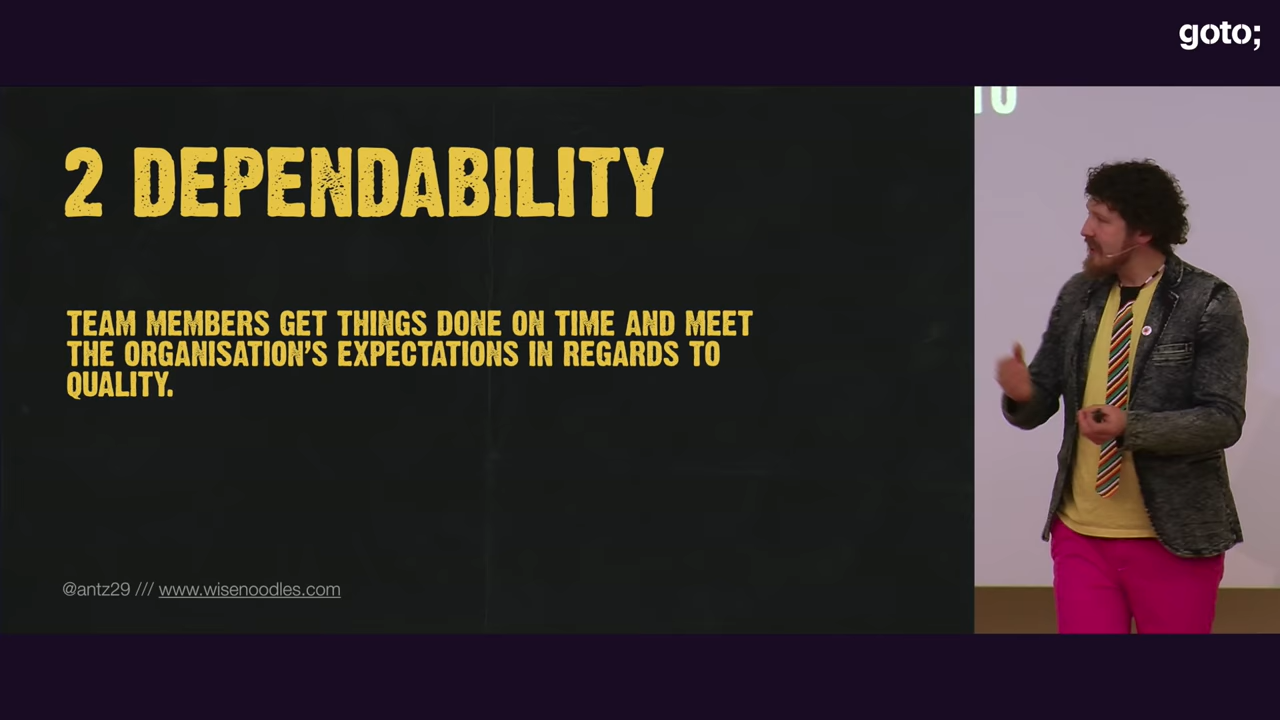 goto;
2 DEPENDABILITY
TEAM MEMBERS GET THINGS DONE ON TIME AND MEET
THE ORGANISATION'S EXPECTATIONS IN REGARDS TO
QUALITY.
@antz29 /// www.wisenoodles.com